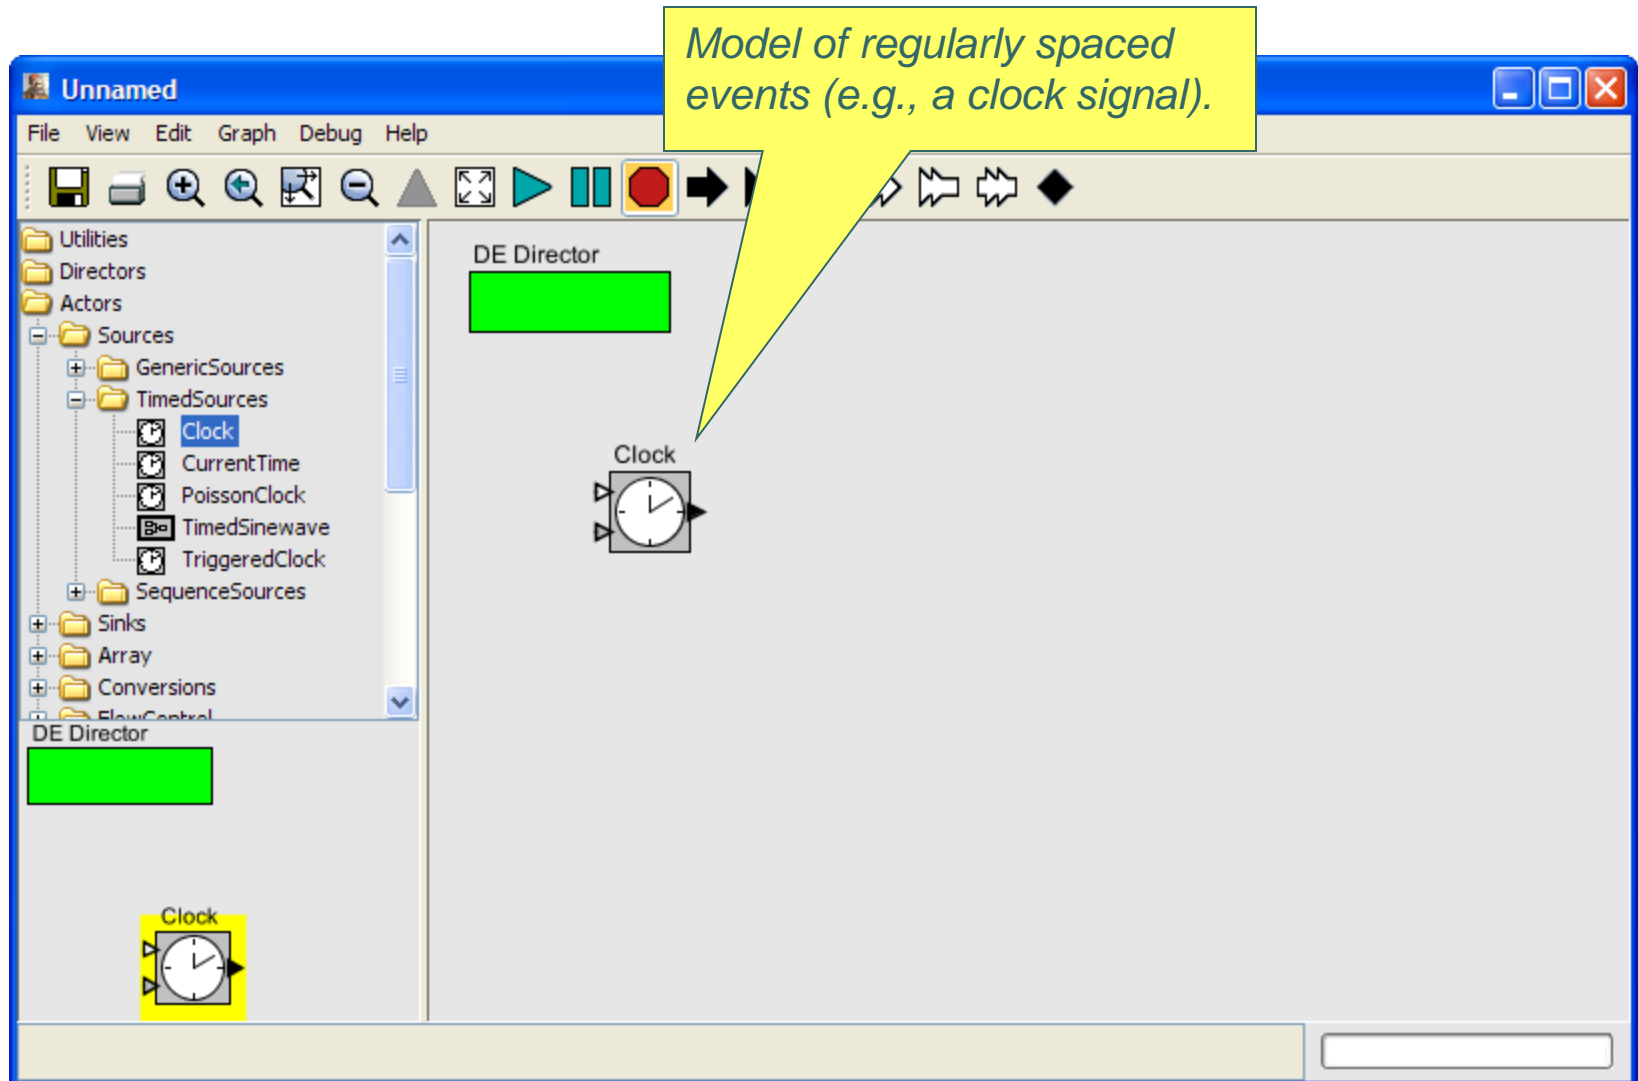 Model of regularly spaced
events (e.g., a clock signal).
Unnamed
File View Edit Graph Debug Help
Utilities
Directors
Actors
Sources
GenericSources
TimedSources
Clock
CurrentTime
PoissonClock
TimedSinewave
TriggeredClock
SequenceSources
Sinks
Array
Conversions
FlowControl
DE Director
Clock
DE Director
Clock